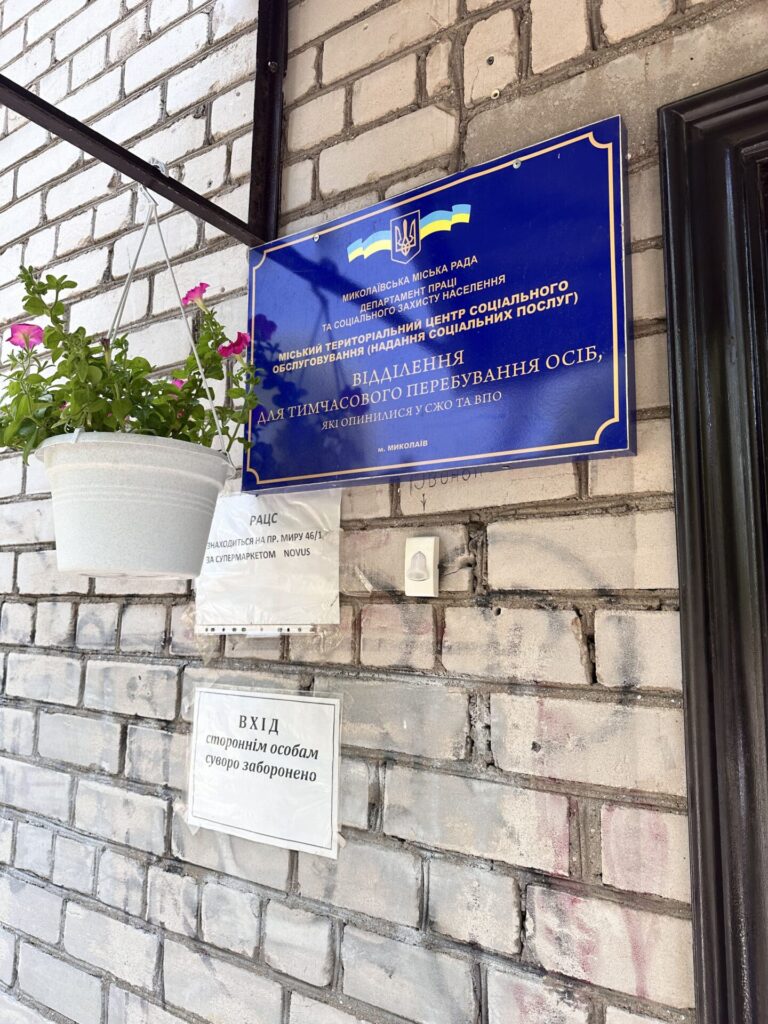 МИКОЛАЇВСЬКА МІСЬКА РАДА
ДЕПАРТАМЕНТ ПРАЦІ
ТА СОЦІАЛЬНОГО ЗАХИСТУ НАСЕЛЕННЯ
МІСЬКИЙ ТЕРИТОРІАЛЬНИЙ ЦЕНТР СОЦІАЛЬНОГО
ОБСЛУГОВУВАННЯ (НАДАННЯ СОЦІАЛЬНИХ ПОСЛУГ)
ВІДДІЛЕННЯ
ДЛЯ ТИМЧАСОВОГО ПЕРЕБУВАННЯ ОСІБ,
ЯКІ ОПИНИЛИСЯ У СЖО ТА ВПО
м. МИКОЛАЇВ
РАЦС
ЗНАХОДИТЬСЯ НА ПР. МИРУ 46/1
ЗА СУПЕРМАРКЕТОМ NOVUS
ВХІД
стороннім особам
суворо заборонено